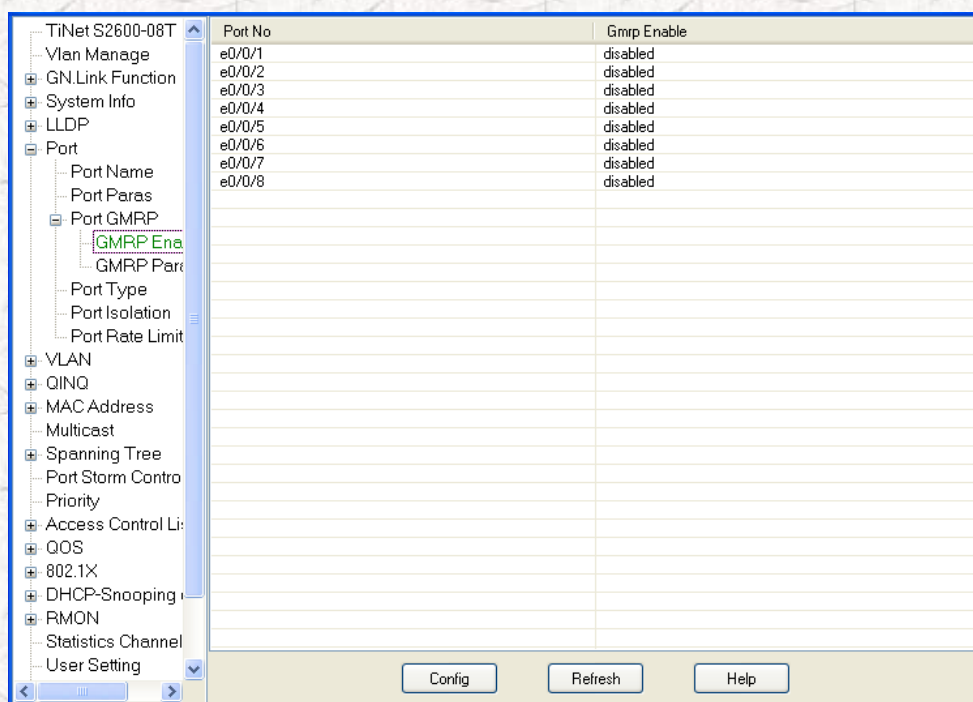 TiNet S2600-08T
Vlan Manage
GN.Link Function
System Info
LLDP
Port
Port Name
Port Paras
Port GMRP
GMRP Ena
GMRP Para
Port Type
Port Isolation
Port Rate Limit
VLAN
QINQ
MAC Address
Multicast
Spanning Tree
Port Storm Contro
Priority
Access Control Lis
QOS
802.1X
DHCP-Snooping
RMON
Statistics Channel
User Setting
Port No Gmrp Enable
e0/0/1 disabled
e0/0/2 disabled
e0/0/3 disabled
e0/0/4 disabled
e0/0/5 disabled
e0/0/6 disabled
e0/0/7 disabled
e0/0/8 disabled
Config Refresh Help